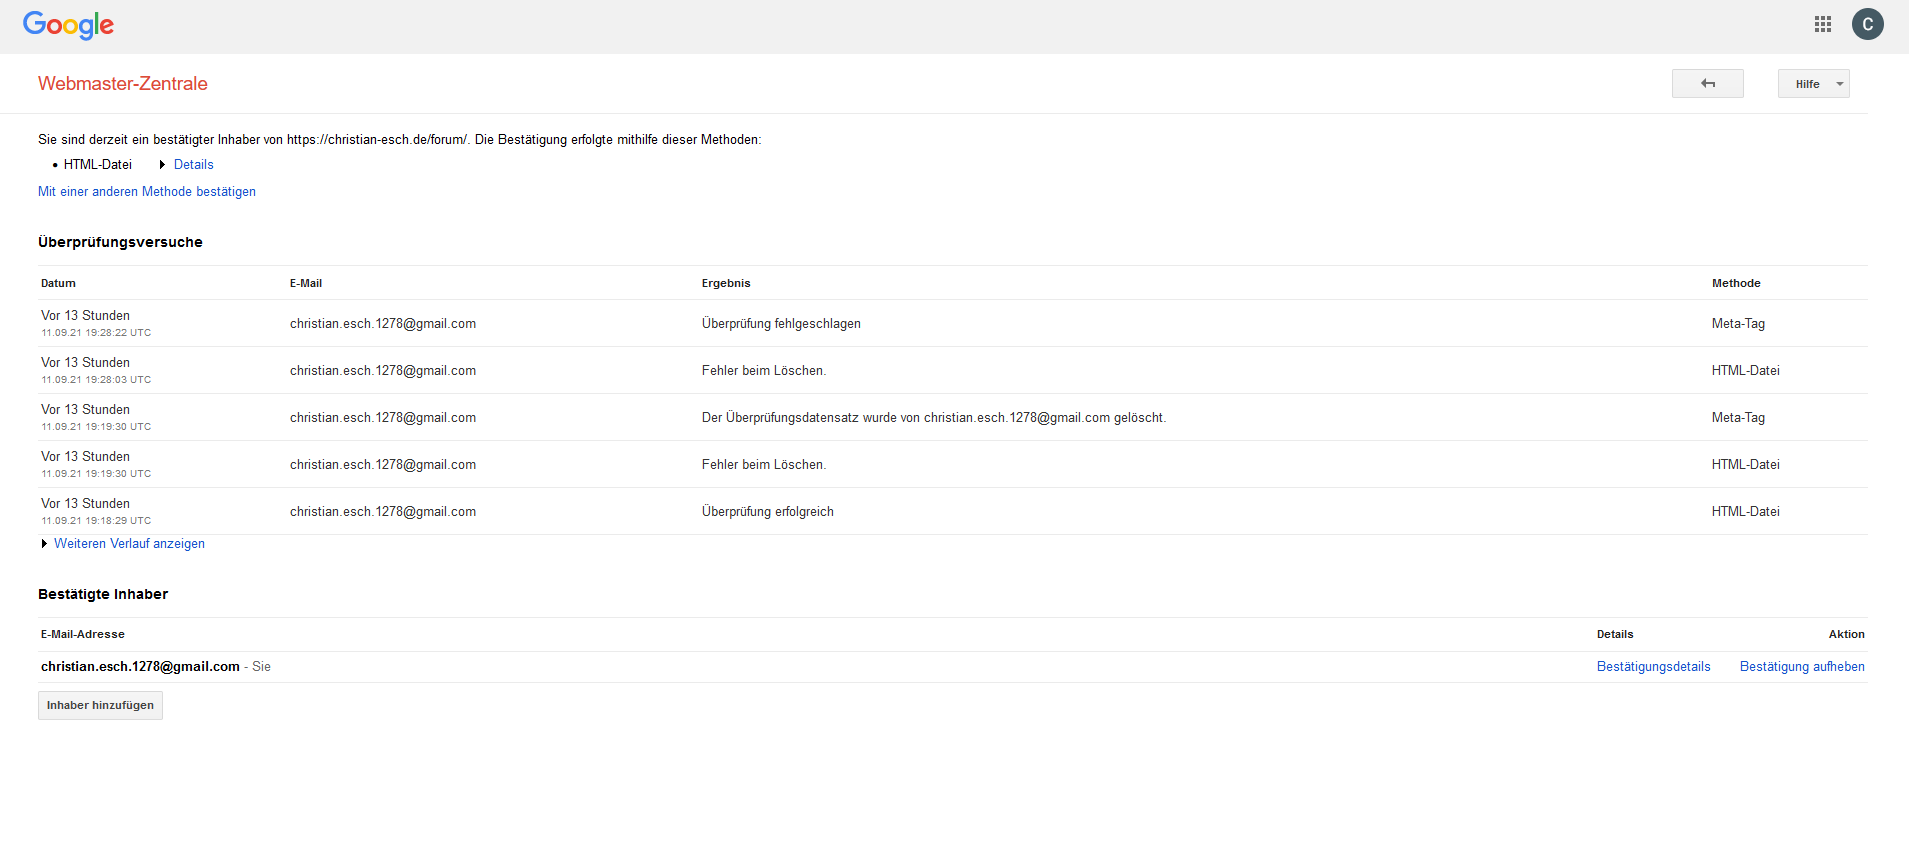 Google
C
Webmaster-Zentrale
Hilfe
Sie sind derzeit ein bestätigter Inhaber von https://christian-esch.de/forum/. Die Bestätigung erfolgte mithilfe dieser Methoden:
• HTML-Datei Details
Mit einer anderen Methode bestätigen
Überprüfungsversuche
Datum E-Mail Ergebnis Methode
Vor 13 Stunden
11.09.21 19:28:22 UTC
christian.esch.1278@gmail.com Überprüfung fehlgeschlagen Meta-Tag
Vor 13 Stunden
11.09.21 19:28:03 UTC
christian.esch.1278@gmail.com Fehler beim Löschen. HTML-Datei
Vor 13 Stunden
11.09.21 19:19:30 UTC
christian.esch.1278@gmail.com Der Überprüfungsdatensatz wurde von christian.esch.1278@gmail.com gelöscht. Meta-Tag
Vor 13 Stunden
11.09.21 19:19:30 UTC
christian.esch.1278@gmail.com Fehler beim Löschen. HTML-Datei
Vor 13 Stunden
11.09.21 19:18:29 UTC
christian.esch.1278@gmail.com Überprüfung erfolgreich HTML-Datei
Weiteren Verlauf anzeigen
Bestätigte Inhaber
E-Mail-Adresse Details Aktion
christian.esch.1278@gmail.com - Sie Bestätigungsdetails Bestätigung aufheben
Inhaber hinzufügen